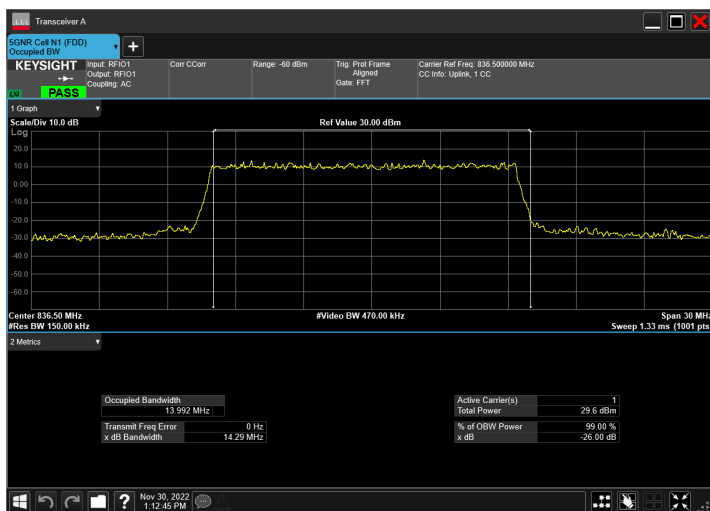 Transceiver A
5GNR Cell N1 (FDD)
Occupied BW
KEYSIGHT
LXI
PASS
Input: RFIO1
Output: RFIO1
Coupling: AC
Corr CCorr
Range: -60 dBm
Trig: Prot Frame
Aligned
Gate: FFT
Carrier Ref Freq: 836.500000 MHz
CC Info: Uplink, 1 CC
1 Graph
Scale/Div 10.0 dB
Ref Value 30.00 dBm
Log
20.0
10.0
0.00
-10.0
-20.0
-30.0
-40.0
-50.0
-60.0
Center 836.50 MHz
#Video BW 470.00 kHz
Span 30 MHz
#Res BW 150.00 kHz
Sweep 1.33 ms (1001 pts
2 Metrics
Occupied Bandwidth
13.992 MHz
Transmit Freq Error 0 Hz
x dB Bandwidth 14.29 MHz
Active Carrier(s) 1
Total Power 29.6 dBm
% of OBW Power 99.00 %
x dB -26.00 dB
Nov 30, 2022
1:12:45 PM